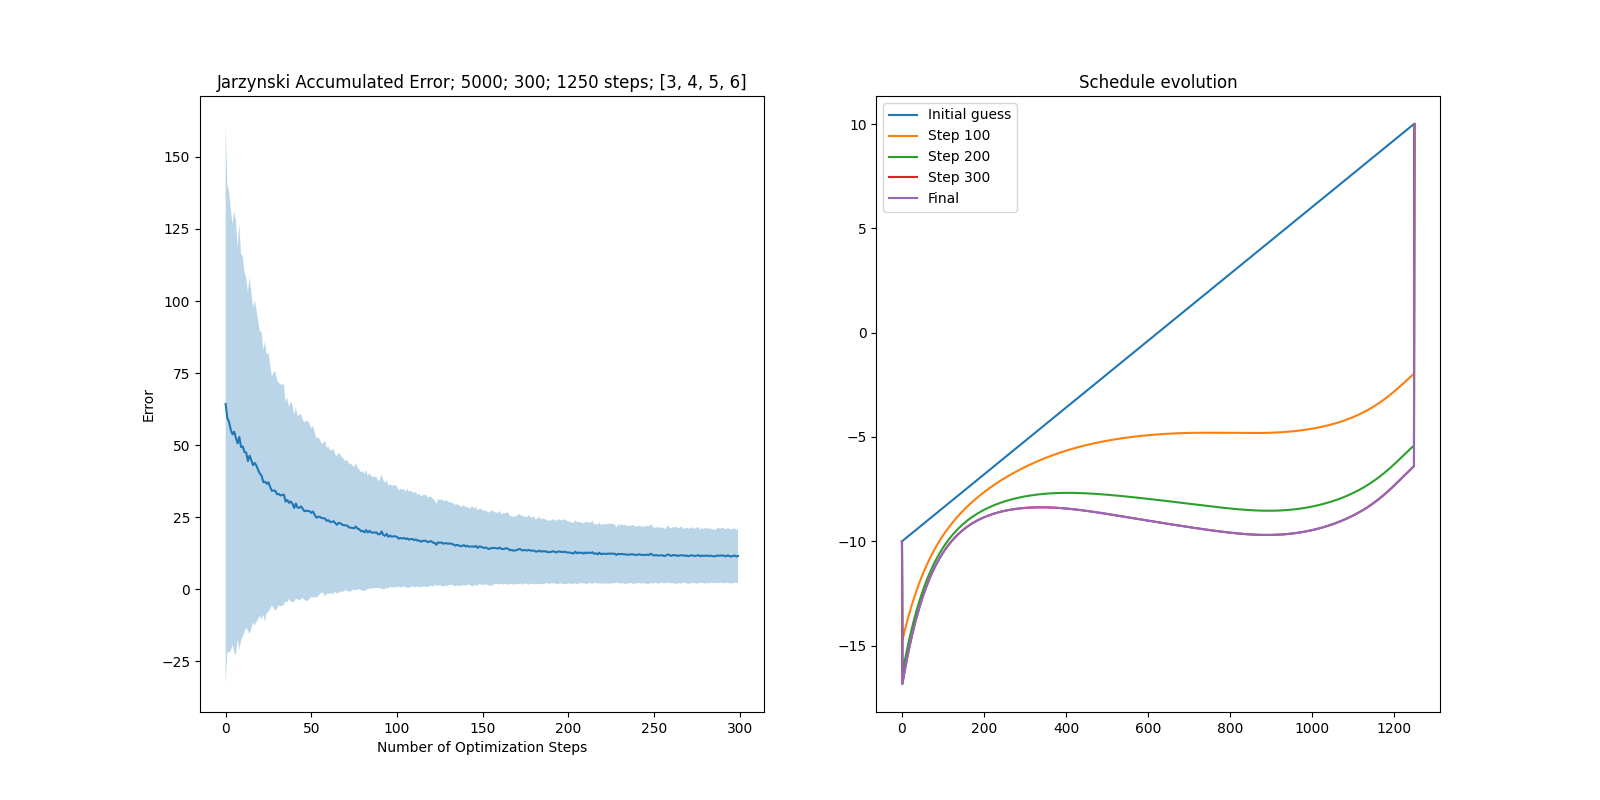 Jarzynski Accumulated Error; 5000; 300; 1250 steps; [3, 4, 5, 6]
150
125
100
75
50
25
0
−25
Error
0 50 100 150 200 250 300
Number of Optimization Steps
Schedule evolution
Initial guess
Step 100
Step 200
Step 300
Final
10
5
0
−5
−10
−15
0 200 400 600 800 1000 1200